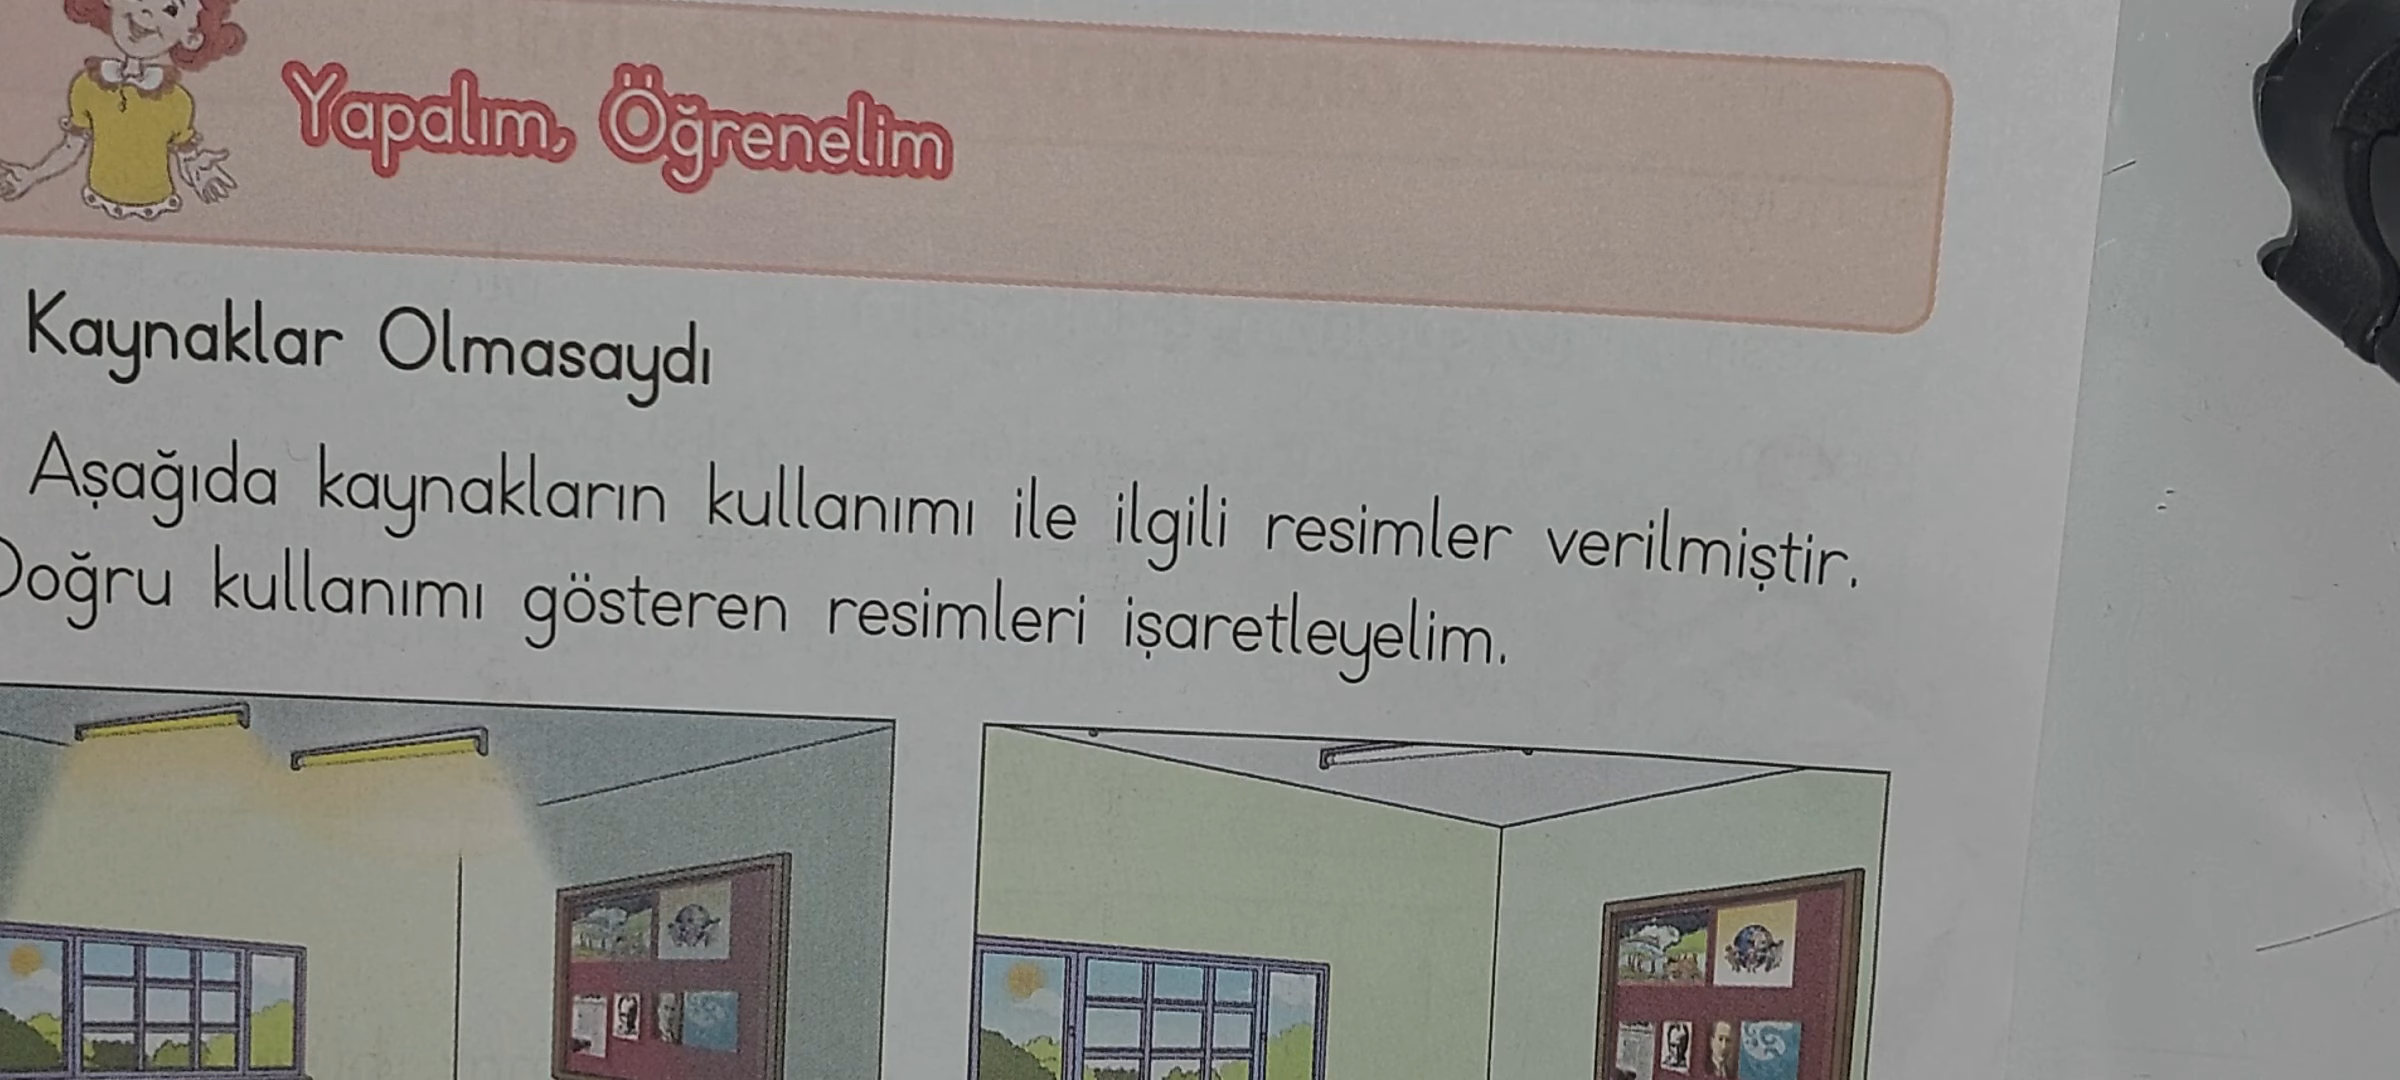 Yapalım, Öğrenelim
Kaynaklar Olmasaydı
Aşağıda kaynakların kullanımı ile ilgili resimler verilmiştir.
Doğru kullanımı gösteren resimleri işaretleyelim.